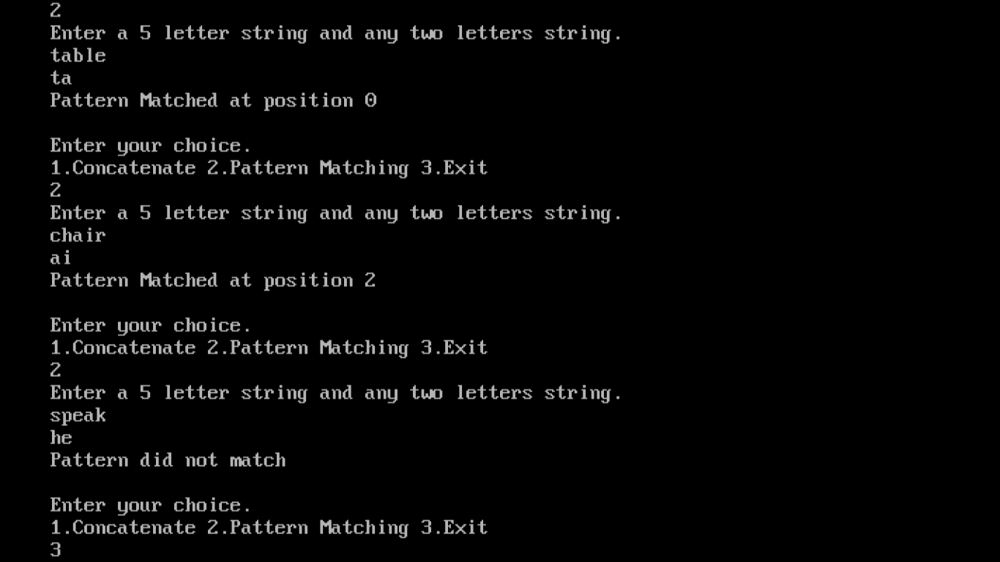 2
Enter a 5 letter string and any two letters string.
table
ta
Pattern Matched at position 0
Enter your choice.
1.Concatenate 2.Pattern Matching 3.Exit
2
Enter a 5 letter string and any two letters string.
chair
ai
Pattern Matched at position 2
Enter your choice.
1.Concatenate 2.Pattern Matching 3.Exit
2
Enter a 5 letter string and any two letters string.
speak
he
Pattern did not match
Enter your choice.
1.Concatenate 2.Pattern Matching 3.Exit
3